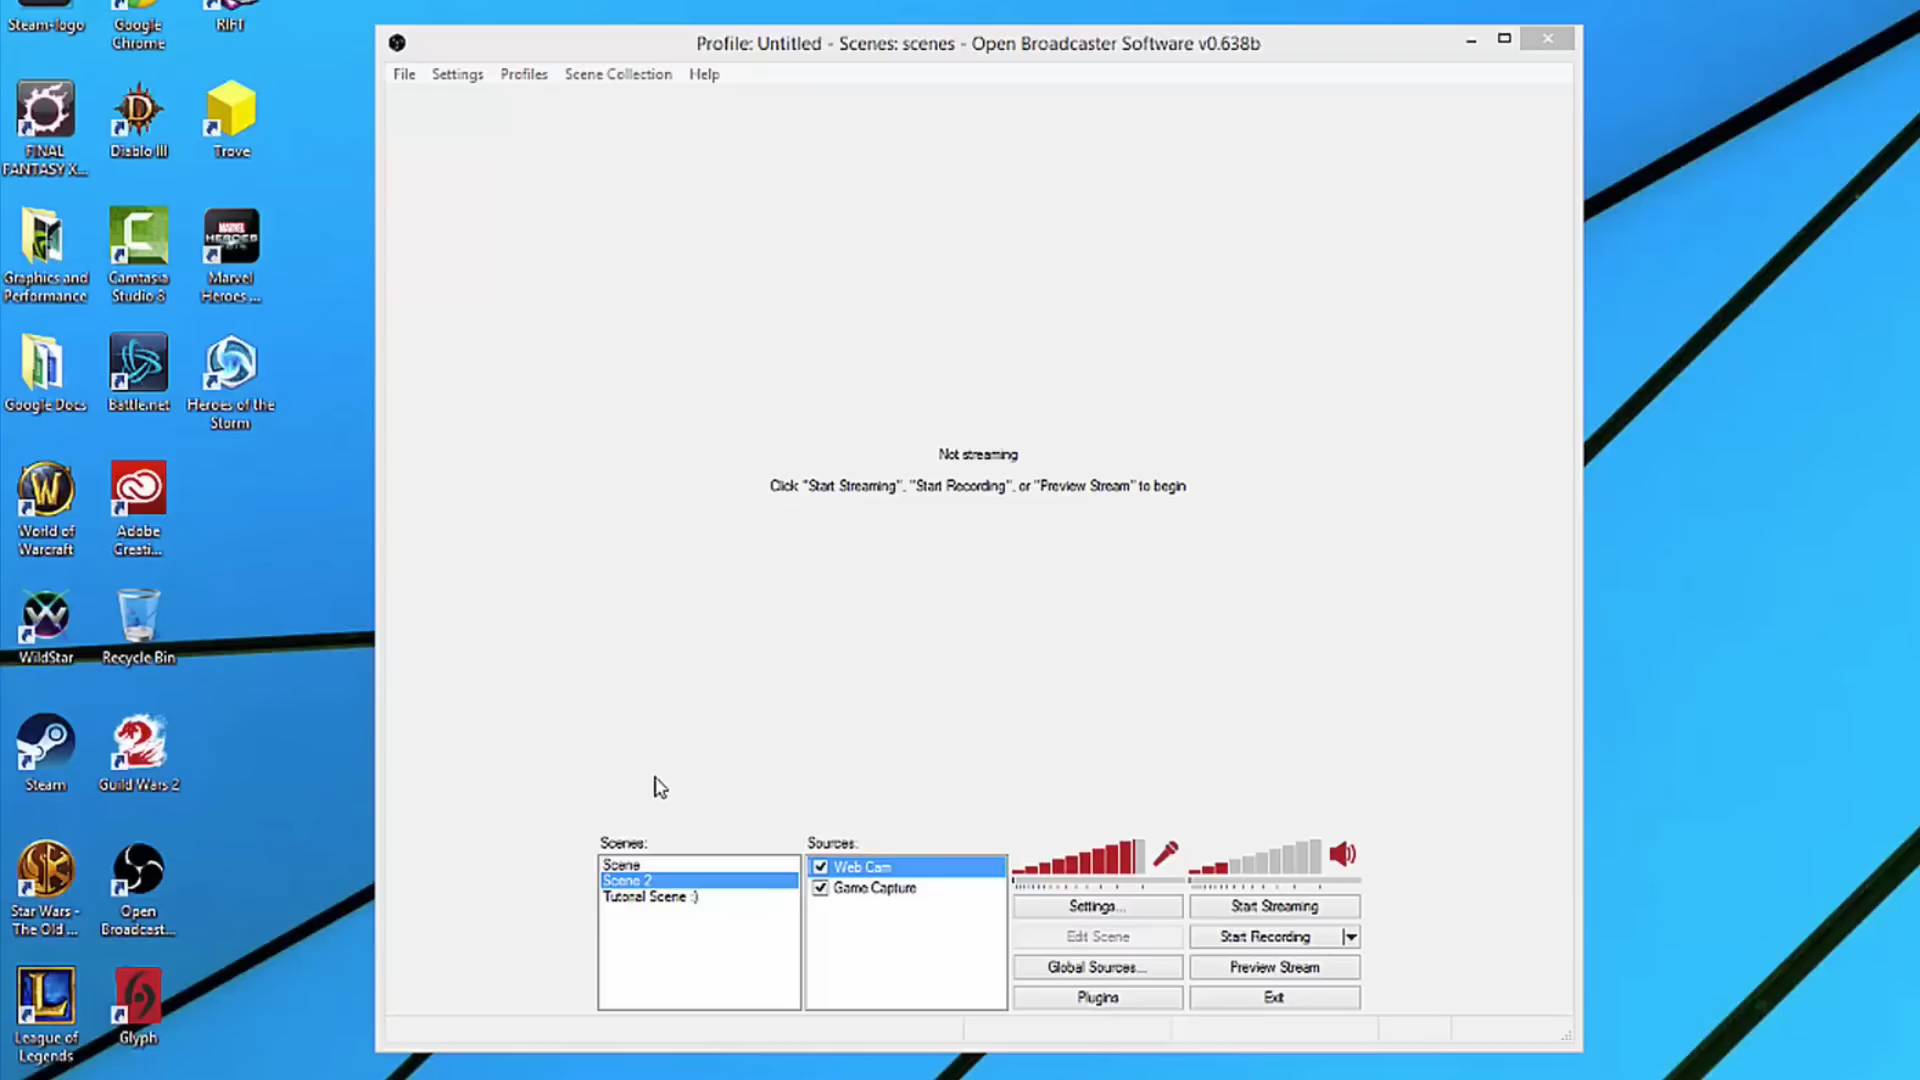 Steam-logo
Google
Chrome
RIFT
FINAL
FANTASY X...
Diablo III
Trove
Graphics and
Performance
Camtasia
Studio 8
Marvel
Heroes ...
MARVEL
HEROES
Google Docs
Battle.net
Heroes of the
Storm
World of
Warcraft
Adobe
Creati...
WildStar
Recycle Bin
Steam
Guild Wars 2
Star Wars -
The Old ...
Open
Broadcast...
League of
Legends
Glyph
Profile: Untitled - Scenes: scenes - Open Broadcaster Software v0.638b
File Settings Profiles Scene Collection Help
Not streaming
Click "Start Streaming", "Start Recording", or "Preview Stream" to begin
Scenes:
Scene
Scene 2
Tutorial Scene :)
Sources:
Web Cam
Game Capture
Settings...
Start Streaming
Edit Scene
Start Recording
Global Sources...
Preview Stream
Plugins
Exit